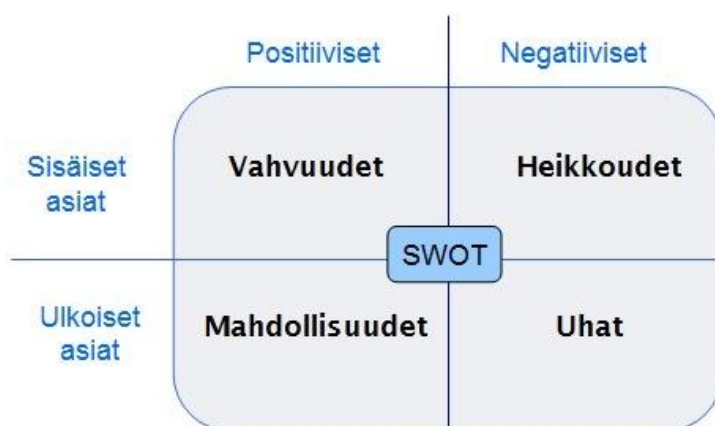 Positiiviset
Negatiiviset
Sisäiset
asiat
Vahvuudet
Heikkoudet
SWOT
Ulkoiset
asiat
Mahdollisuudet
Uhat